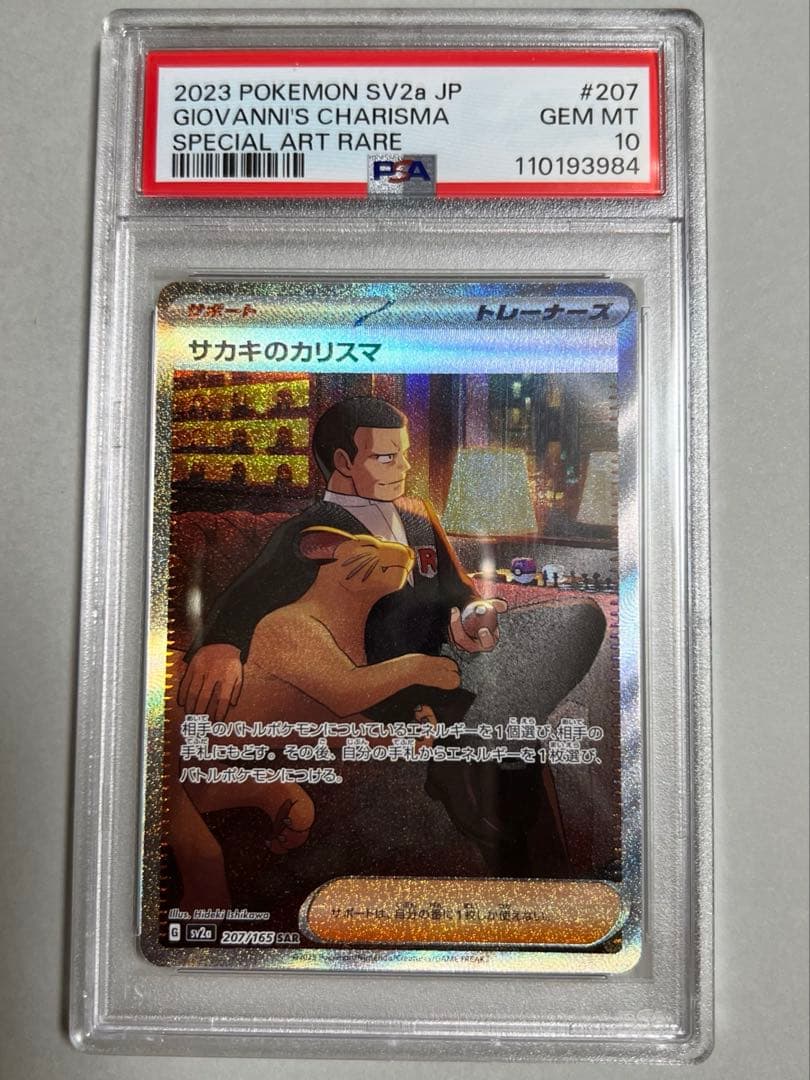 2023 POKEMON SV2a JP #207
GIOVANNI'S CHARISMA GEM MT
SPECIAL ART RARE 10
110193984
PSA
サポート トレーナーズ
サカキのカリスマ
R
相手のバトルポケモンについているエネルギーを1個選び、相手の
手札にもどす。その後、自分の手札からエネルギーを1枚選び、
バトルポケモンにつける。
Illus. Hideki Ishikawa
サポートは、自分の番に1枚しか使えない。
G sv2a 207/165 SAR
©2023 Pokémon/Nintendo/Creatures/GAME FREAK